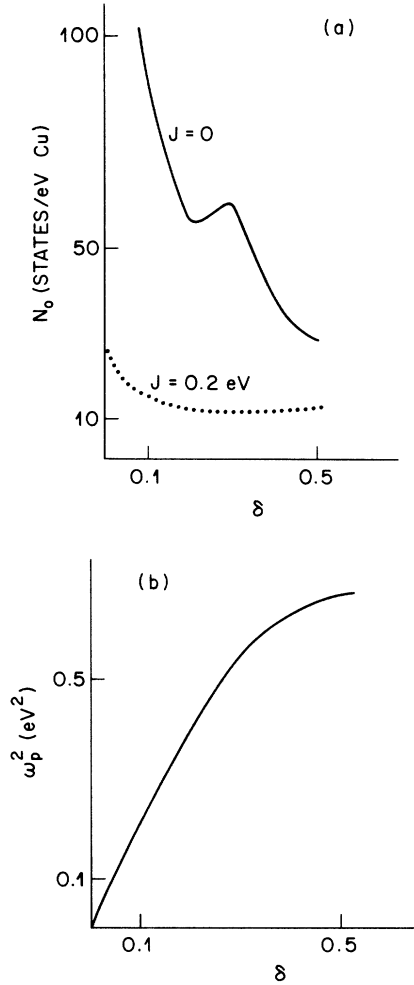 (a)
100
J = 0
N₀ (STATES/eV Cu)
50
J = 0.2 eV
10
0.1
0.5
δ
(b)
0.5
ωₚ² (eV²)
0.1
0.1
0.5
δ